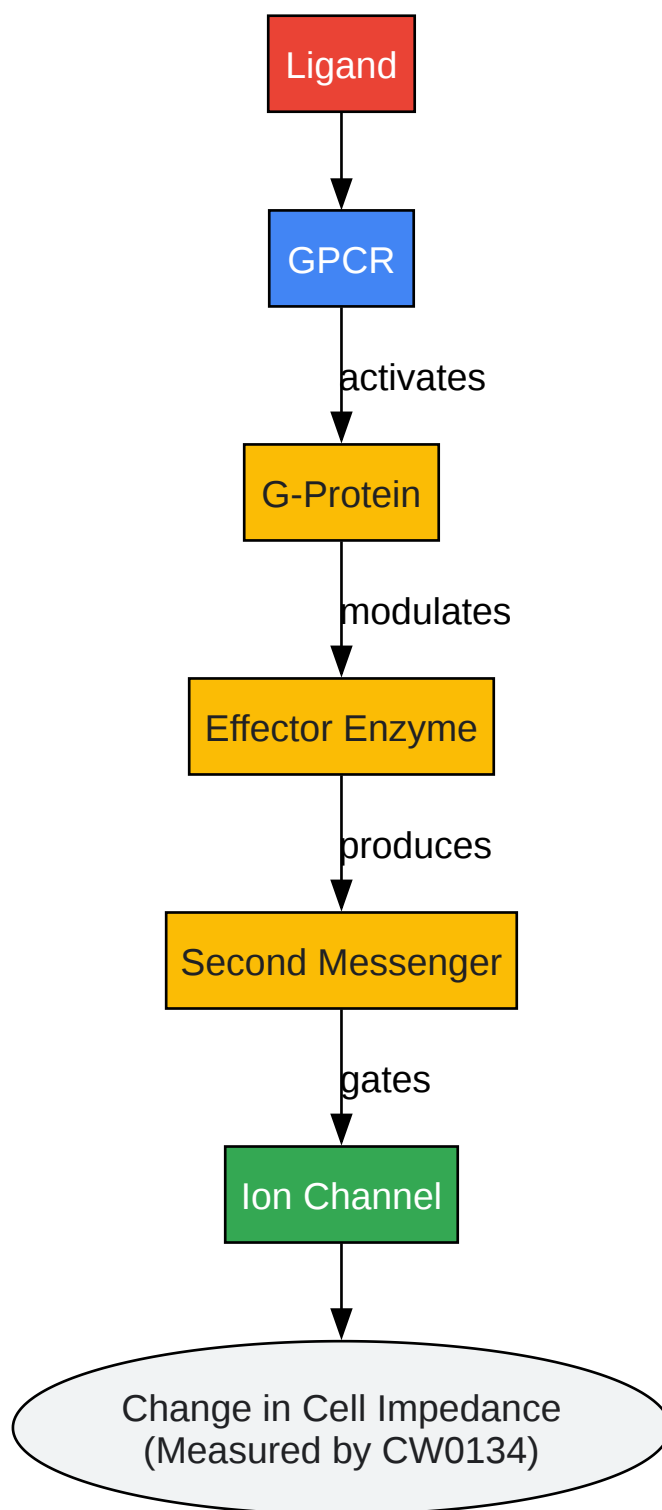 Ligand
GPCR
activates
G-Protein
modulates
Effector Enzyme
produces
Second Messenger
gates
Ion Channel
Change in Cell Impedance
(Measured by CW0134)